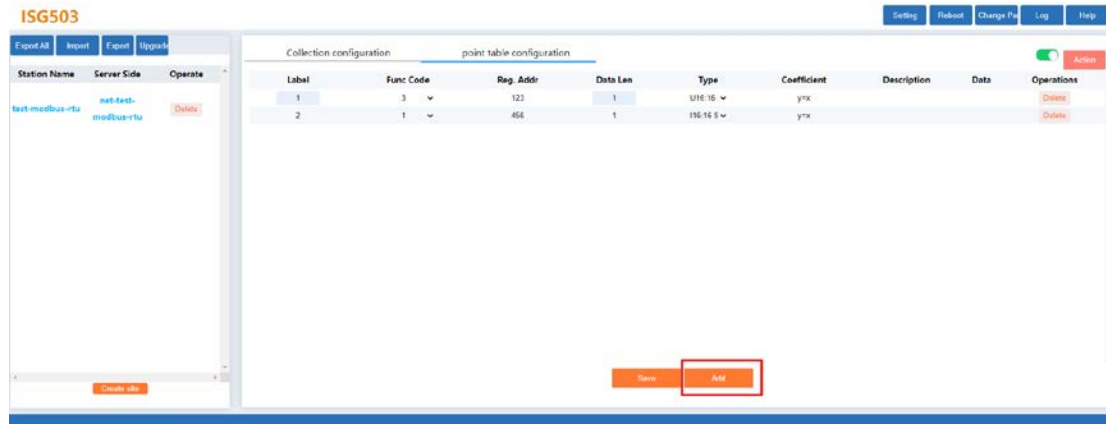 ISG503
Setting Reboot Change Pa Log Help
Export All Import Export Upgrade
Collection configuration point table configuration
Action
Station Name Server Side Operate
Label Func Code Reg. Addr Data Len Type Coefficient Description Data Operations
test-modbus-rtu net-test-modbus-rtu Delete
1 3 123 1 U16:16 y=x Delete
2 1 456 1 I16:16 S y=x Delete
Save Add
Create site